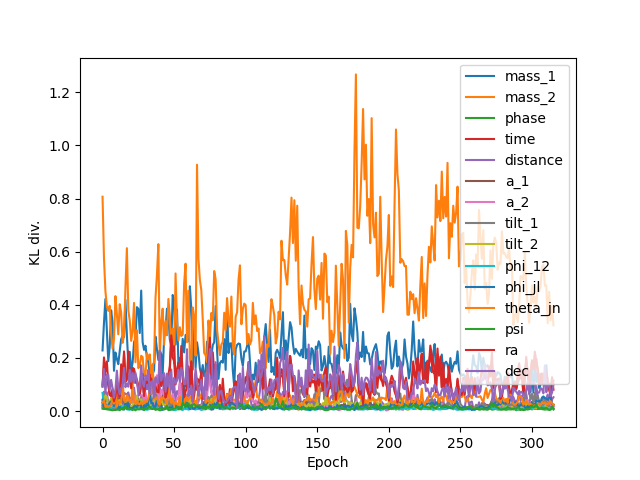 KL div.
1.2
1.0
0.8
0.6
0.4
0.2
0.0
mass_1
mass_2
phase
time
distance
a_1
a_2
tilt_1
tilt_2
phi_12
phi_jl
theta_jn
psi
ra
dec
0 50 100 150 200 250 300
Epoch